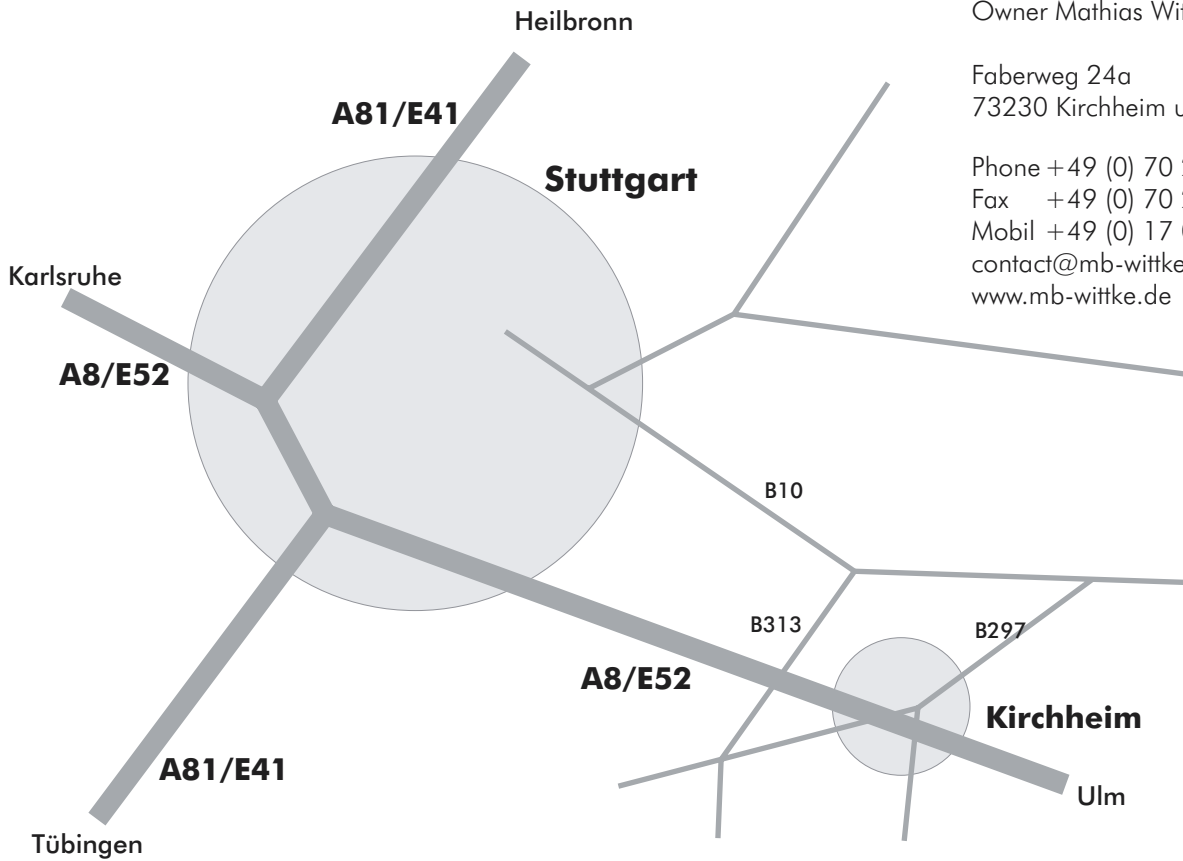 Owner Mathias
Faberweg 24a
73230 Kirchheim
Phone +49 (0) 70
Fax +49 (0) 70
Mobil +49 (0) 17
contact@mb-wittke
www.mb-wittke.de
Heilbronn
A81/E41
Stuttgart
Karlsruhe
A8/E52
B10
B313
B297
A8/E52
Kirchheim
A81/E41
Ulm
Tübingen